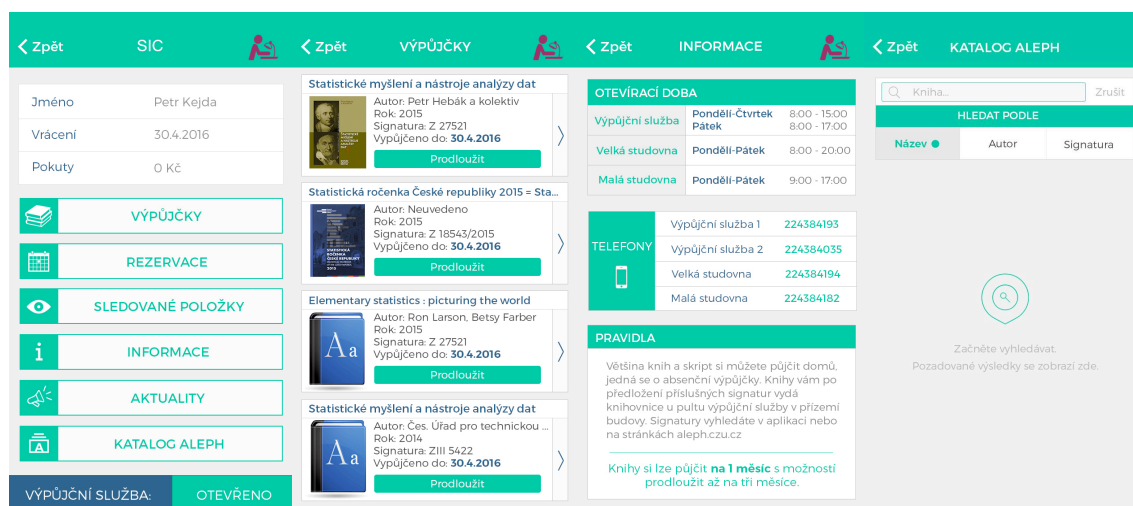 Zpět
SIC
Jméno Petr Kejda
Vrácení 30.4.2016
Pokuty 0 Kč
VÝPŮJČKY
REZERVACE
SLEDOVANÉ POLOŽKY
INFORMACE
AKTUALITY
KATALOG ALEPH
VÝPŮJČNÍ SLUŽBA: OTEVŘENO
Zpět
VÝPŮJČKY
Statistické myšlení a nástroje analýzy dat
Autor: Petr Hebák a kolektiv
Rok: 2015
Signatura: Z 27521
Vypůjčeno do: 30.4.2016
Prodloužit
Statistická ročenka České republiky 2015 = Sta...
STATISTICKÁ
ROČENKA
ČESKÉ REPUBLIKY
2015
Autor: Neuvedeno
Rok: 2015
Signatura: Z 18543/2015
Vypůjčeno do: 30.4.2016
Prodloužit
Elementary statistics : picturing the world
Aa
Autor: Ron Larson, Betsy Farber
Rok: 2015
Signatura: Z 27521
Vypůjčeno do: 30.4.2016
Prodloužit
Statistické myšlení a nástroje analýzy dat
Aa
Autor: Čes. Úřad pro technickou ...
Rok: 2014
Signatura: ZIII 5422
Vypůjčeno do: 30.4.2016
Prodloužit
Zpět
INFORMACE
OTEVÍRACÍ DOBA
Výpůjční služba
Pondělí-Čtvrtek 8:00 - 15:00
Pátek 8:00 - 17:00
Velká studovna Pondělí-Pátek 8:00 - 20:00
Malá studovna Pondělí-Pátek 9:00 - 17:00
TELEFONY
Výpůjční služba 1 224384193
Výpůjční služba 2 224384035
Velká studovna 224384194
Malá studovna 224384182
PRAVIDLA
Většina knih a skript si můžete půjčit domů,
jedná se o absenční výpůjčky. Knihy vám po
předložení příslušných signatur vydá
knihovnice u pultu výpůjční služby v přízemí
budovy. Signatury vyhledáte v aplikaci nebo
na stránkách aleph.czu.cz
Knihy si lze půjčit na 1 měsíc s možností
prodloužit až na tři měsíce.
Zpět
KATALOG ALEPH
Kniha... Zrušit
HLEDAT PODLE
Název Autor Signatura
Začněte vyhledávat.
Požadované výsledky se zobrazí zde.